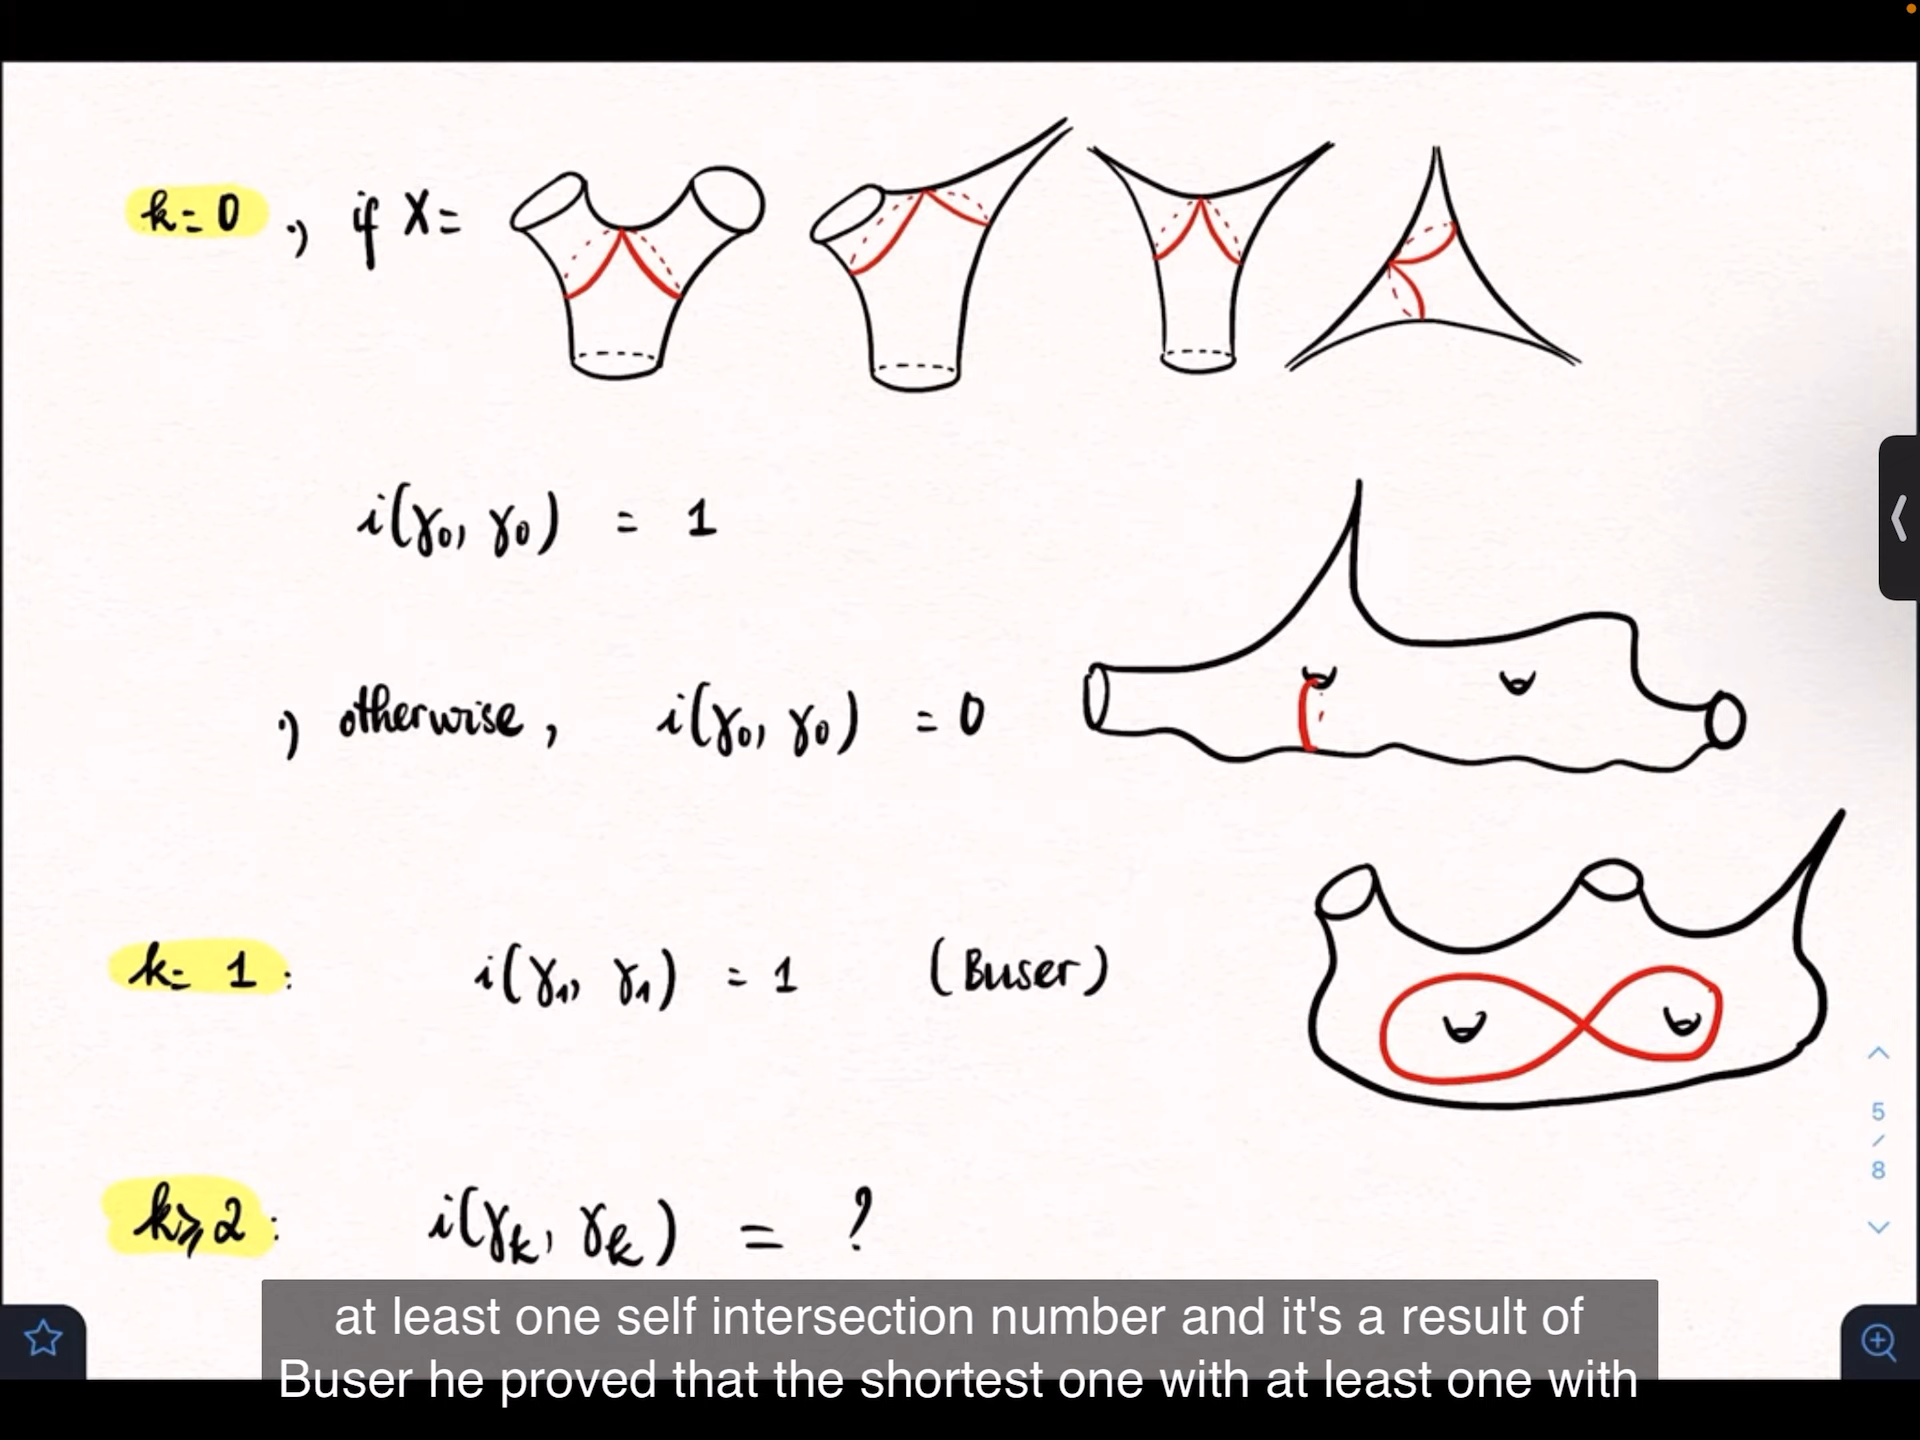 k=0, •) if X=
i(γ₀, γ₀) = 1
•) otherwise, i(γ₀, γ₀) = 0
k=1: i(γ₁, γ₁) = 1 (Buser)
5
/
8
k⩾2: i(γₖ, γₖ) = ?
at least one self intersection number and it's a result of
Buser he proved that the shortest one with at least one with